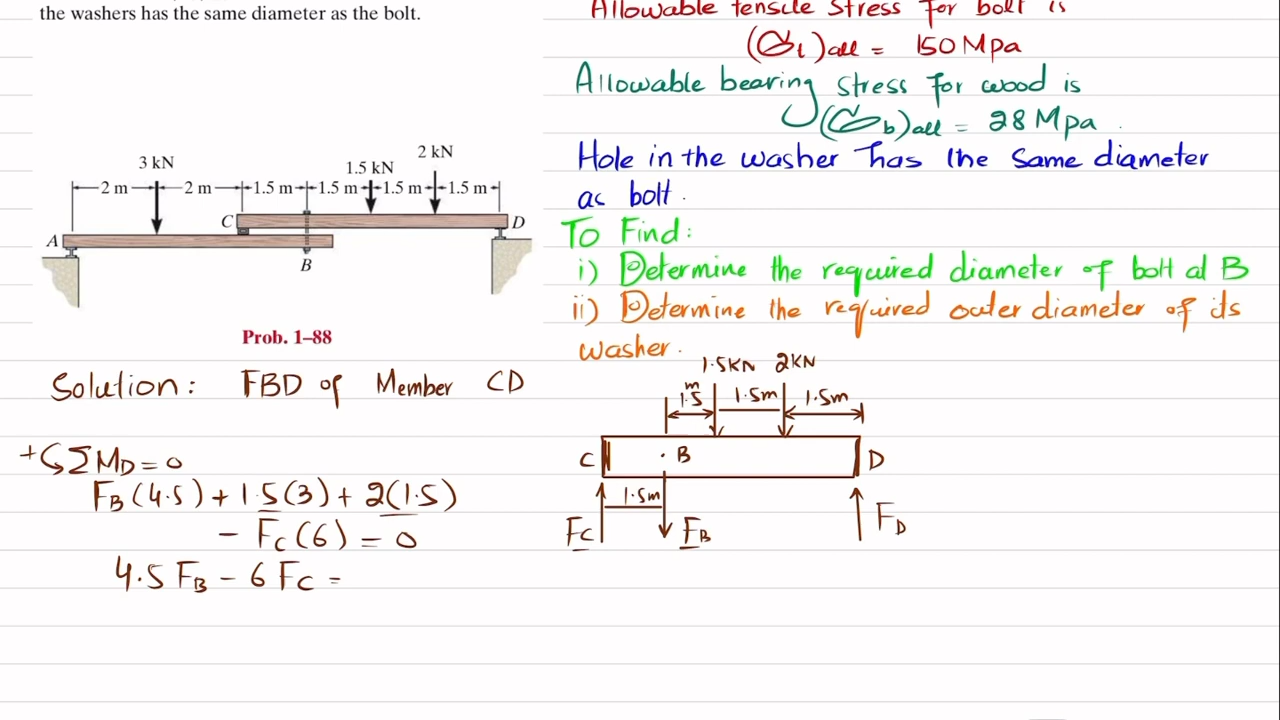 the washers has the same diameter as the bolt.
Allowable tensile Stress for bolt is
(σt)all = 150 MPa
Allowable bearing stress for wood is
(σb)all = 28 MPa.
Hole in the washer has the same diameter
as bolt.
To Find:
i) Determine the required diameter of bolt at B
ii) Determine the required outer diameter of its
washer.
3 kN
1.5 kN
2 kN
2 m
2 m
1.5 m
1.5 m
1.5 m
1.5 m
A
C
B
D
Prob. 1–88
Solution: FBD of Member CD
+↺ΣMD = 0
FB(4.5) + 1.5(3) + 2(1.5)
- FC(6) = 0
4.5 FB - 6 FC =
1.5KN 2KN
1.5 m
1.5m
1.5m
C
. B
D
1.5m
FC
FB
FD